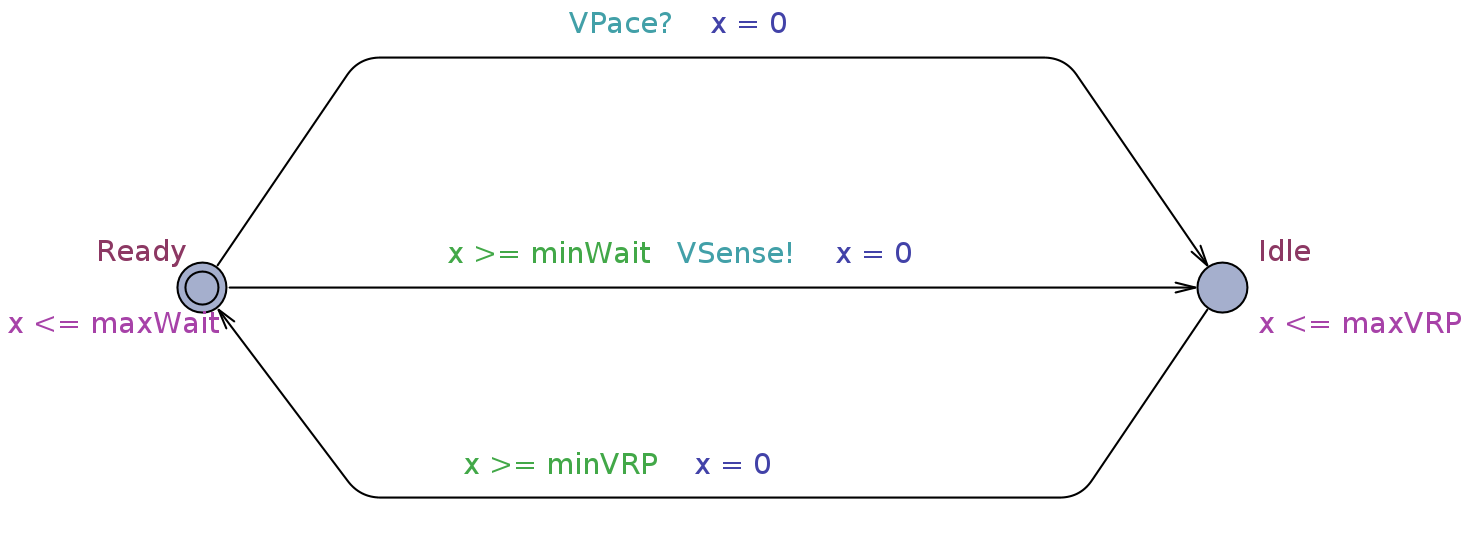 VPace? x = 0
Ready
x >= minWait VSense! x = 0
Idle
x <= maxWait
x <= maxVRP
x >= minVRP x = 0